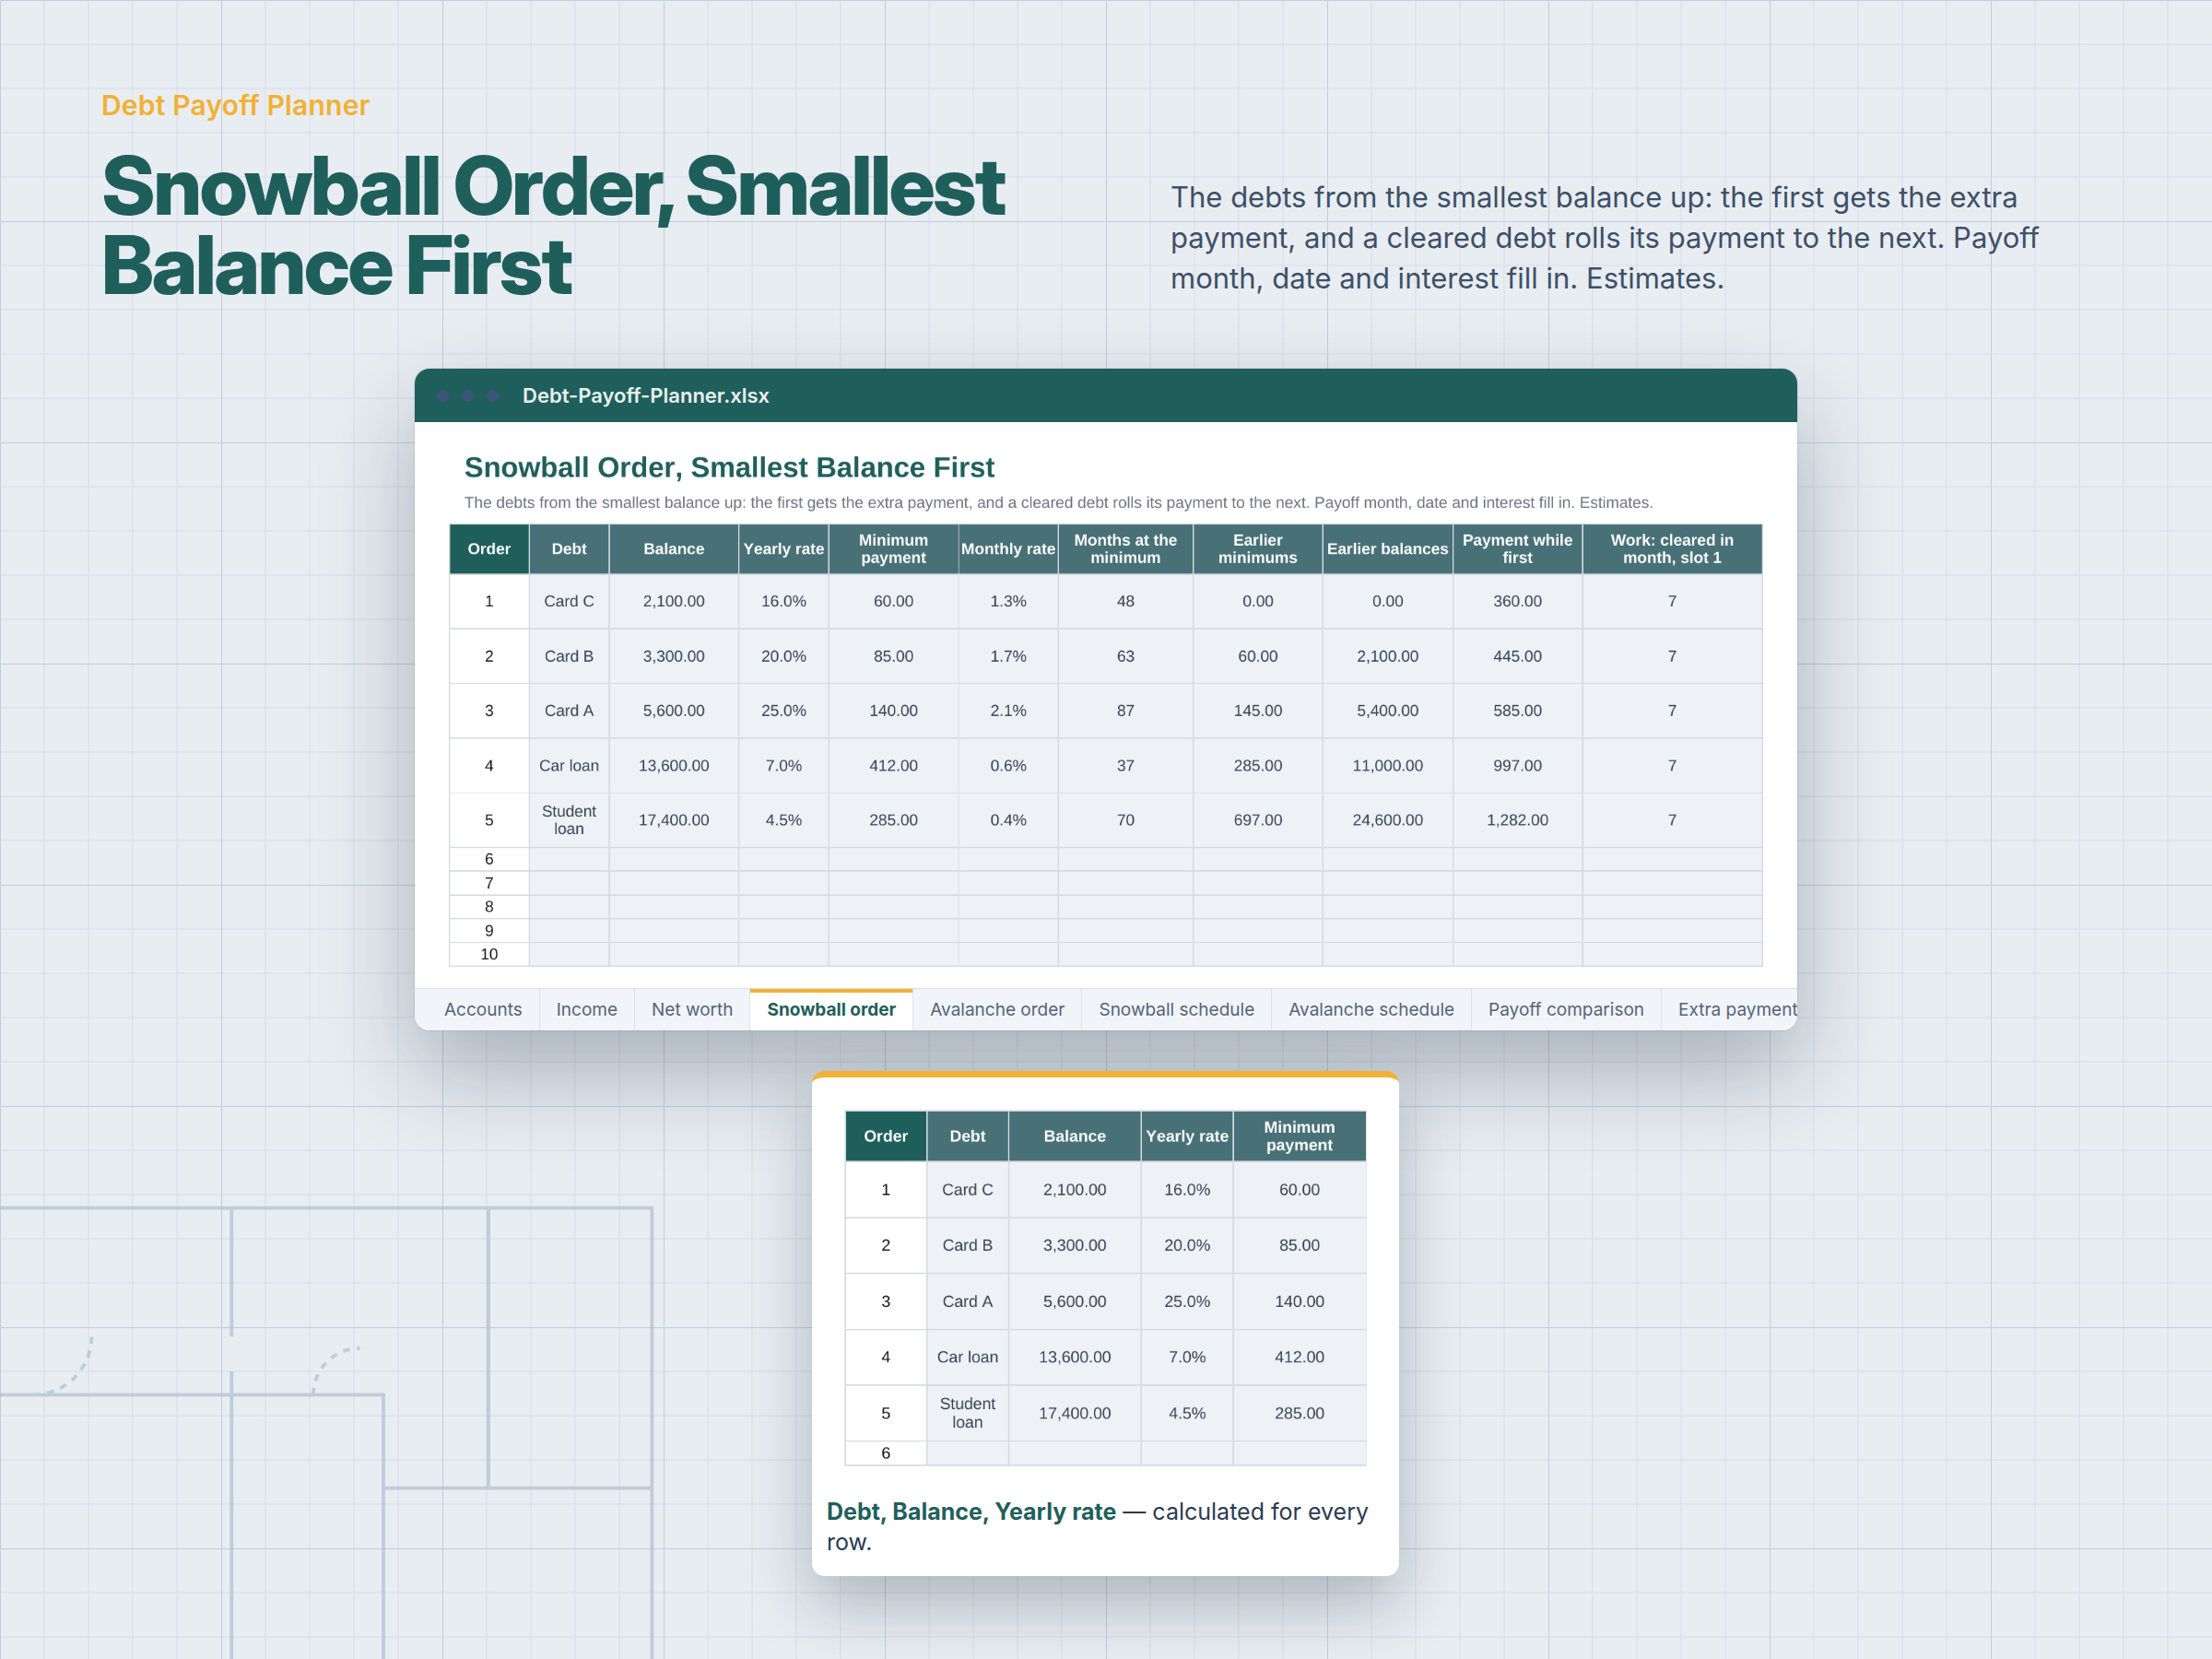 Debt Payoff Planner
Snowball Order, Smallest
Balance First
The debts from the smallest balance up: the first gets the extra
payment, and a cleared debt rolls its payment to the next. Payoff
month, date and interest fill in. Estimates.
Debt-Payoff-Planner.xlsx
Snowball Order, Smallest Balance First
The debts from the smallest balance up: the first gets the extra payment, and a cleared debt rolls its payment to the next. Payoff month, date and interest fill in. Estimates.
Order Debt Balance Yearly rate Minimum payment Monthly rate Months at the minimum Earlier minimums Earlier balances Payment while first Work: cleared in month, slot 1
1 Card C 2,100.00 16.0% 60.00 1.3% 48 0.00 0.00 360.00 7
2 Card B 3,300.00 20.0% 85.00 1.7% 63 60.00 2,100.00 445.00 7
3 Card A 5,600.00 25.0% 140.00 2.1% 87 145.00 5,400.00 585.00 7
4 Car loan 13,600.00 7.0% 412.00 0.6% 37 285.00 11,000.00 997.00 7
5 Student loan 17,400.00 4.5% 285.00 0.4% 70 697.00 24,600.00 1,282.00 7
6
7
8
9
10
Accounts Income Net worth Snowball order Avalanche order Snowball schedule Avalanche schedule Payoff comparison Extra payment
Order Debt Balance Yearly rate Minimum payment
1 Card C 2,100.00 16.0% 60.00
2 Card B 3,300.00 20.0% 85.00
3 Card A 5,600.00 25.0% 140.00
4 Car loan 13,600.00 7.0% 412.00
5 Student loan 17,400.00 4.5% 285.00
6
Debt, Balance, Yearly rate — calculated for every
row.